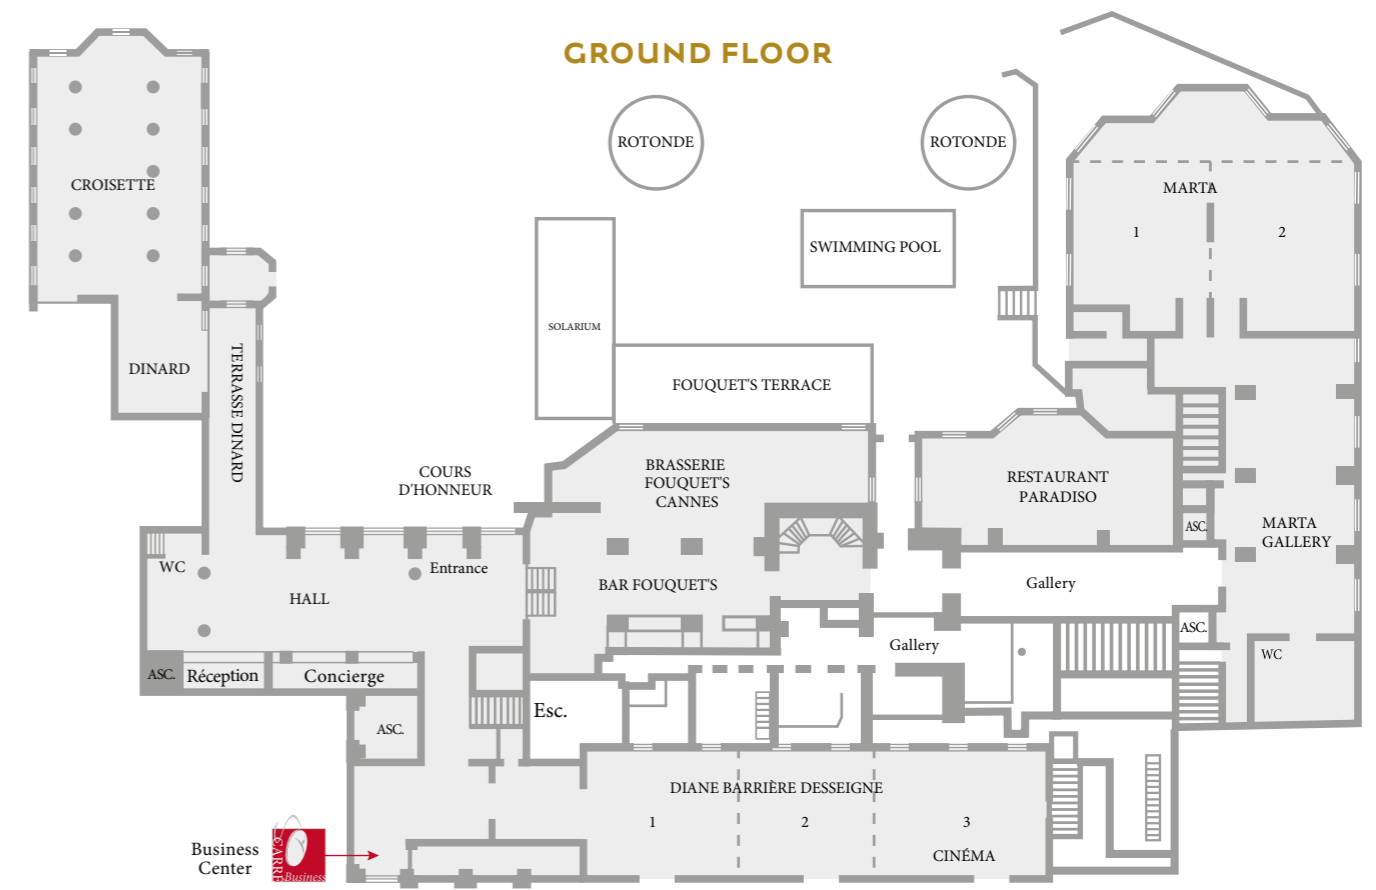 GROUND FLOOR
ROTONDE
ROTONDE
CROISETTE
MARTA
1
2
SWIMMING POOL
SOLARIUM
DINARD
TERRASSE DINARD
FOUQUET'S TERRACE
COURS
D'HONNEUR
BRASSERIE
FOUQUET'S
CANNES
RESTAURANT
PARADISO
ASC.
MARTA
GALLERY
WC
Entrance
HALL
BAR FOUQUET'S
Gallery
ASC.
Gallery
WC
ASC.
Réception
Concierge
Esc.
ASC.
DIANE BARRIÈRE DESSEIGNE
1
2
3
CINÉMA
Business
Center
CARRÉ
Business